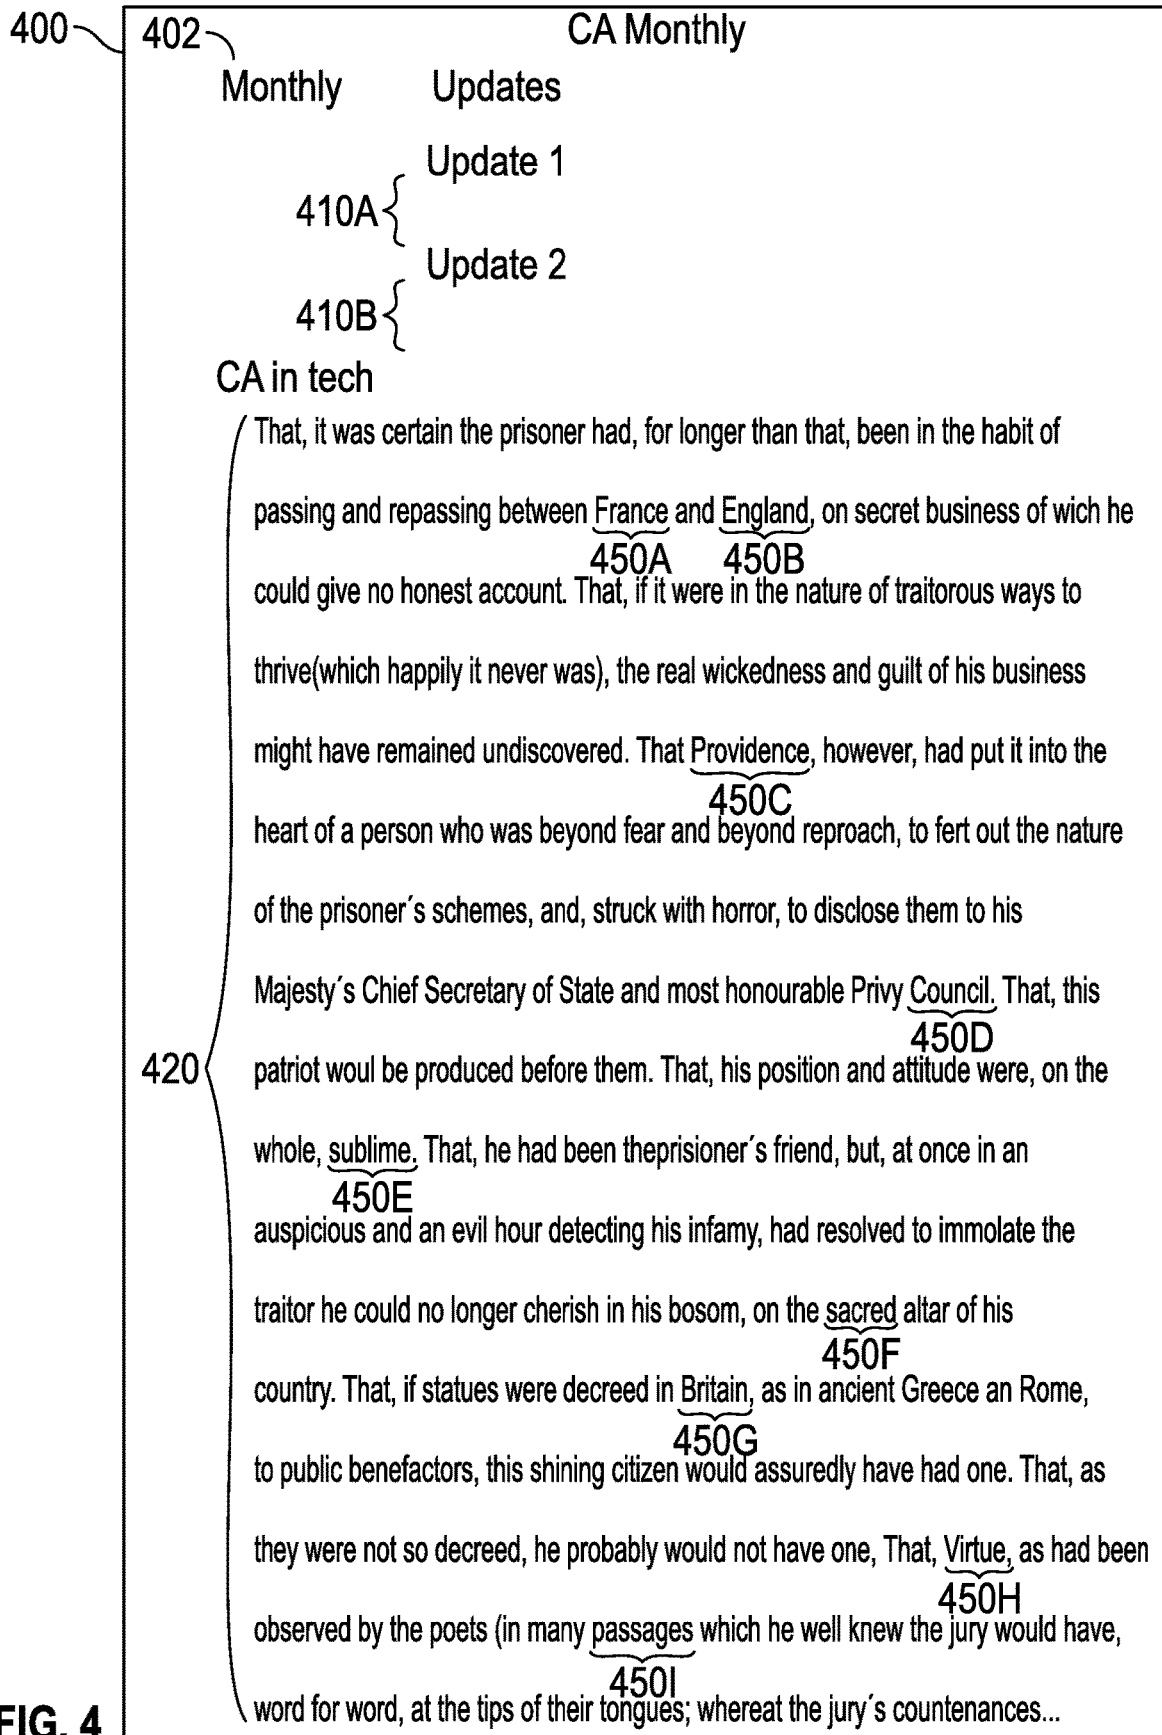 400
402
CA Monthly
Monthly Updates
Update 1
410A
Update 2
410B
CA in tech
That, it was certain the prisoner had, for longer than that, been in the habit of
passing and repassing between France and England, on secret business of wich he
450A 450B
could give no honest account. That, if it were in the nature of traitorous ways to
thrive(which happily it never was), the real wickedness and guilt of his business
might have remained undiscovered. That Providence, however, had put it into the
450C
heart of a person who was beyond fear and beyond reproach, to fert out the nature
of the prisoner´s schemes, and, struck with horror, to disclose them to his
Majesty´s Chief Secretary of State and most honourable Privy Council. That, this
450D
420
patriot woul be produced before them. That, his position and attitude were, on the
whole, sublime. That, he had been theprisioner´s friend, but, at once in an
450E
auspicious and an evil hour detecting his infamy, had resolved to immolate the
traitor he could no longer cherish in his bosom, on the sacred altar of his
450F
country. That, if statues were decreed in Britain, as in ancient Greece an Rome,
450G
to public benefactors, this shining citizen would assuredly have had one. That, as
they were not so decreed, he probably would not have one, That, Virtue, as had been
450H
observed by the poets (in many passages which he well knew the jury would have,
450I
word for word, at the tips of their tongues; whereat the jury´s countenances...
FIG. 4